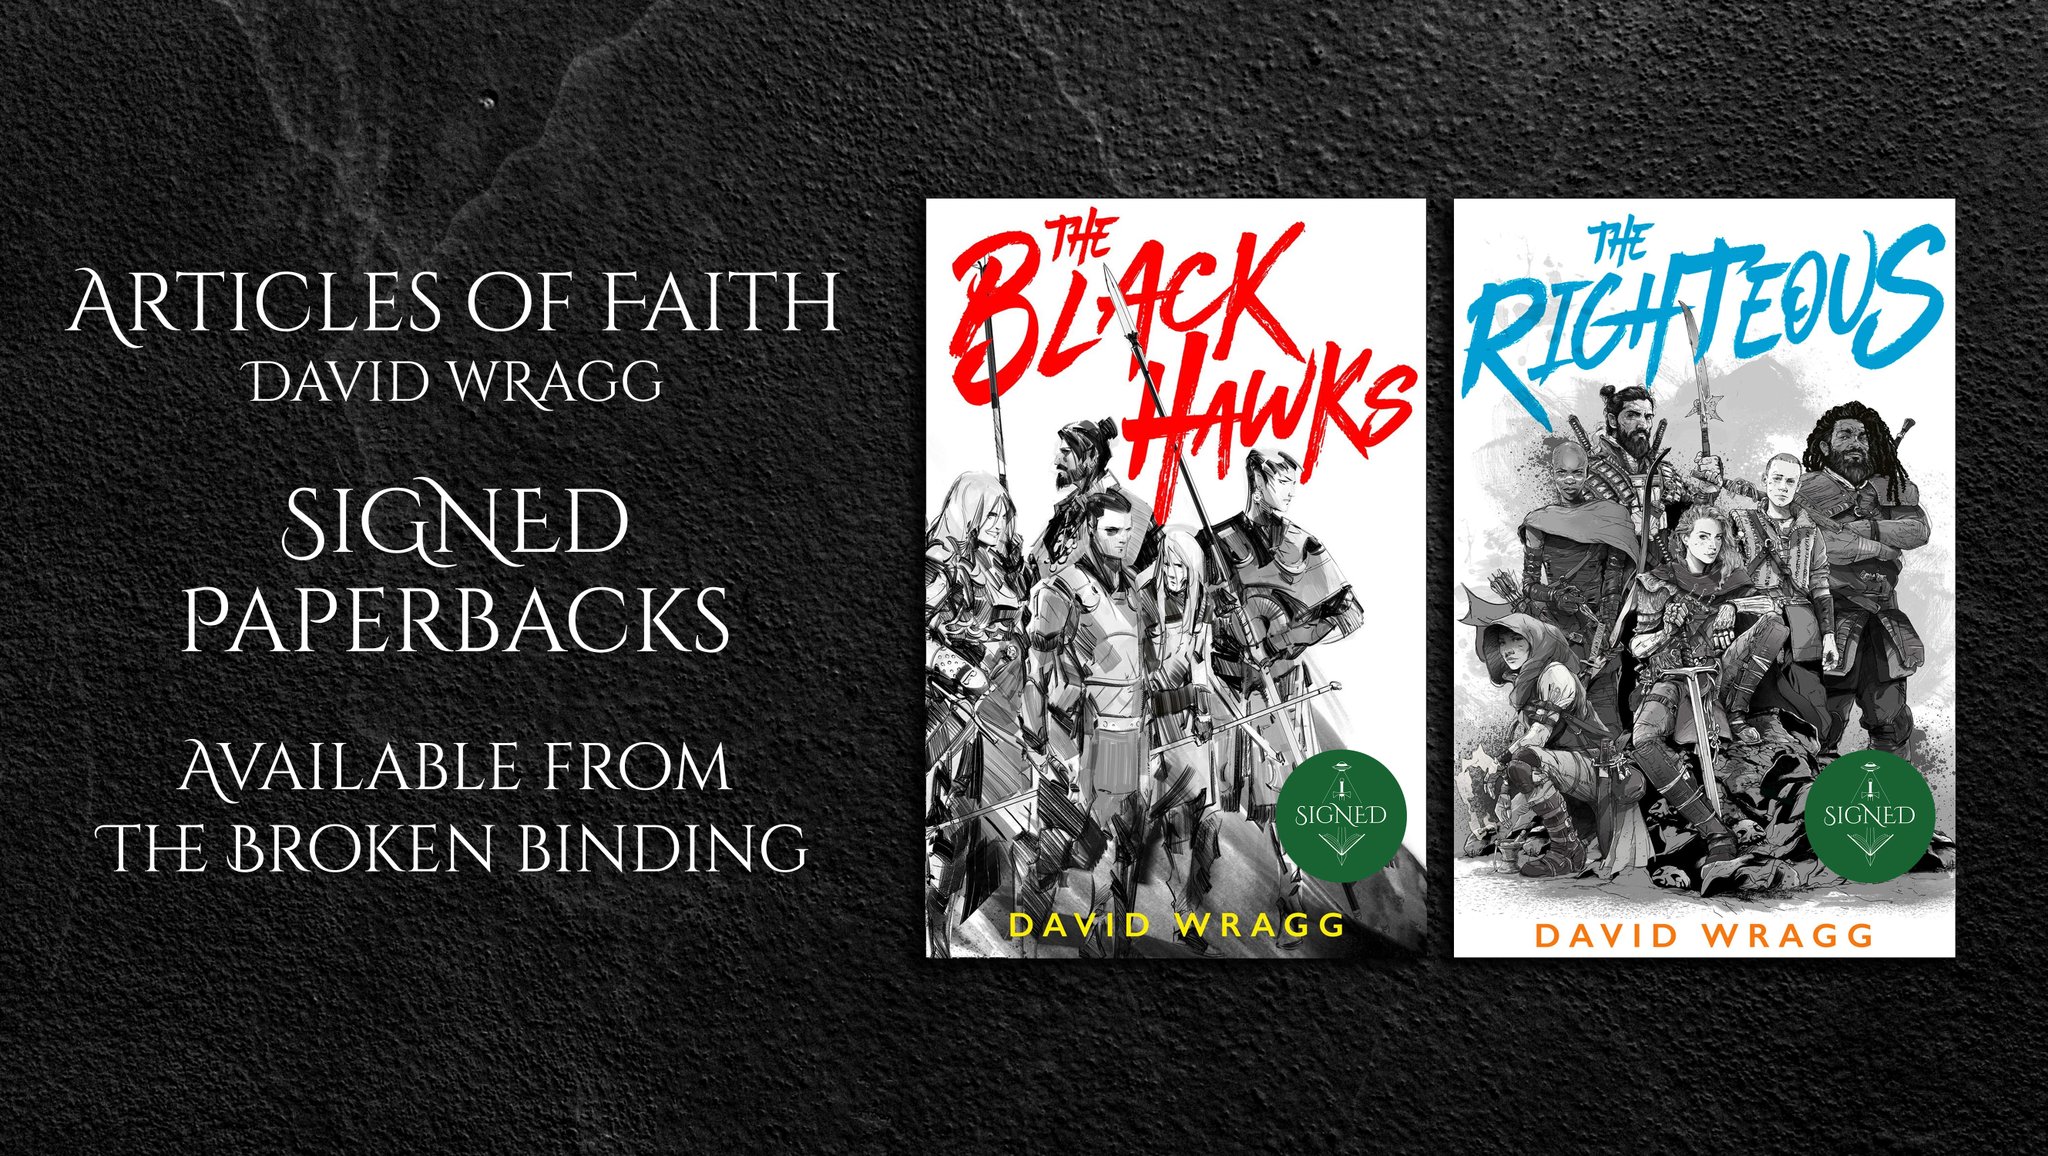 Articles of Faith
David Wragg
Signed
Paperbacks
Available from
The Broken Binding
THE
BLACK
HAWKS
SIGNED
DAVID WRAGG
THE
RIGHTEOUS
SIGNED
DAVID WRAGG